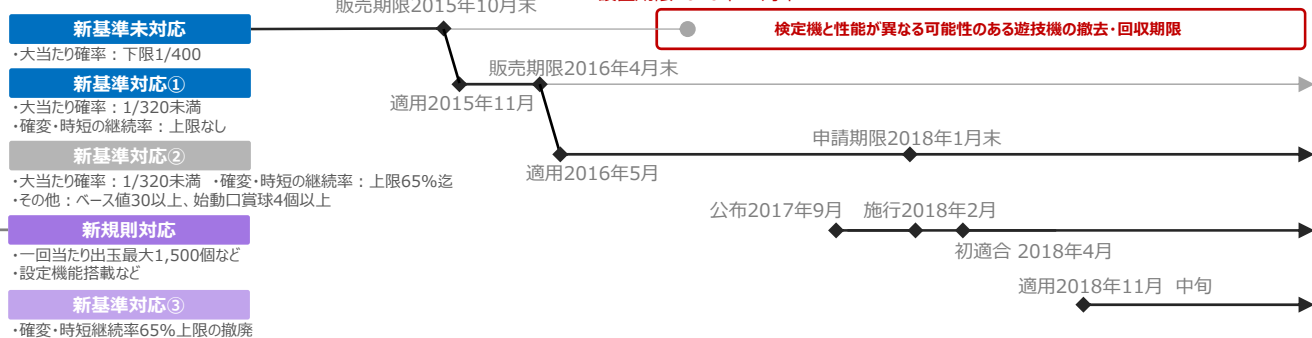 販売期限2015年10月末
検定機と性能が異なる可能性のある遊技機の撤去・回収期限
新基準未対応
・大当たり確率：下限1/400
販売期限2016年4月末
新基準対応①
適用2015年11月
・大当たり確率：1/320未満
・確変・時短の継続率：上限なし
申請期限2018年1月末
新基準対応②
適用2016年5月
・大当たり確率：1/320未満 ・確変・時短の継続率：上限65%迄
・その他：ベース値30以上、始動口賞球4個以上
公布2017年9月 施行2018年2月
新規則対応
初適合 2018年4月
・一回当たり出玉最大1,500個など
・設定機能搭載など
適用2018年11月 中旬
新基準対応③
・確変・時短継続率65%上限の撤廃